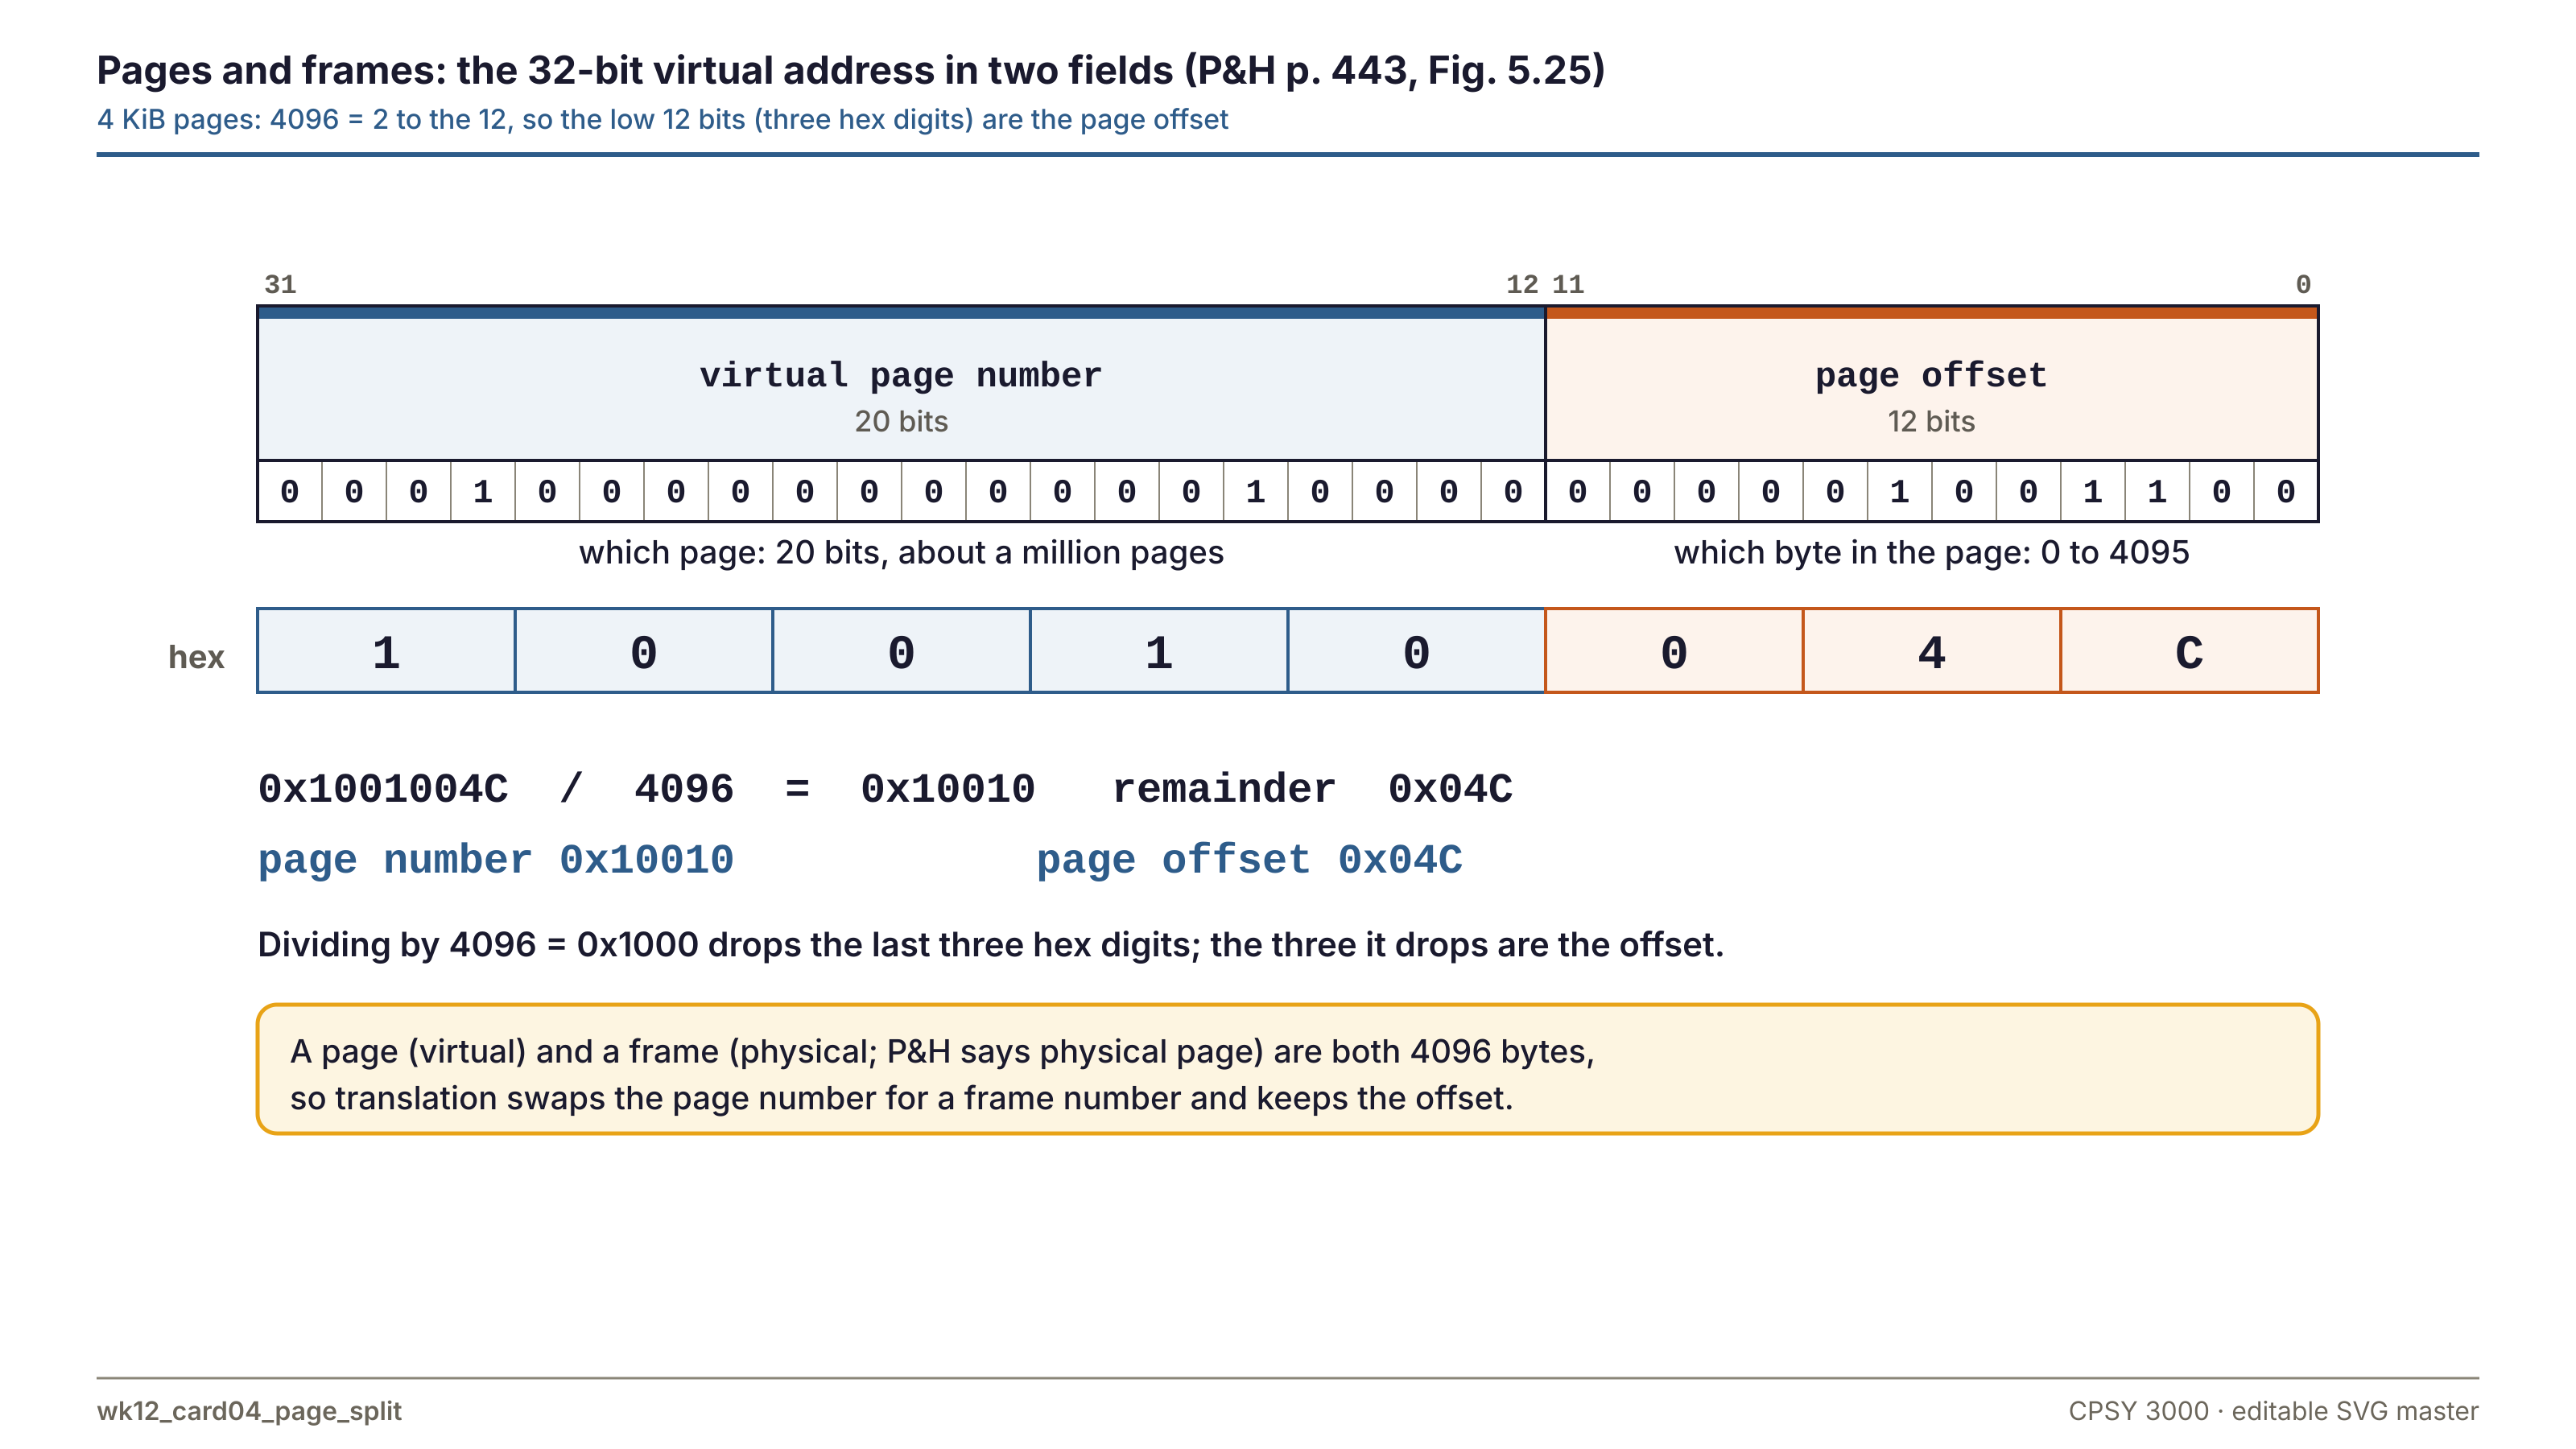 Pages and frames: the 32-bit virtual address in two fields (P&H p. 443, Fig. 5.25)
4 KiB pages: 4096 = 2 to the 12, so the low 12 bits (three hex digits) are the page offset
31 12 11 0
virtual page number page offset
20 bits 12 bits
0 0 0 1 0 0 0 0 0 0 0 0 0 0 0 1 0 0 0 0 0 0 0 0 0 1 0 0 1 1 0 0
which page: 20 bits, about a million pages which byte in the page: 0 to 4095
hex 1 0 0 1 0 0 4 C
0x1001004C / 4096 = 0x10010 remainder 0x04C
page number 0x10010 page offset 0x04C
Dividing by 4096 = 0x1000 drops the last three hex digits; the three it drops are the offset.
A page (virtual) and a frame (physical; P&H says physical page) are both 4096 bytes,
so translation swaps the page number for a frame number and keeps the offset.
wk12_card04_page_split CPSY 3000 · editable SVG master